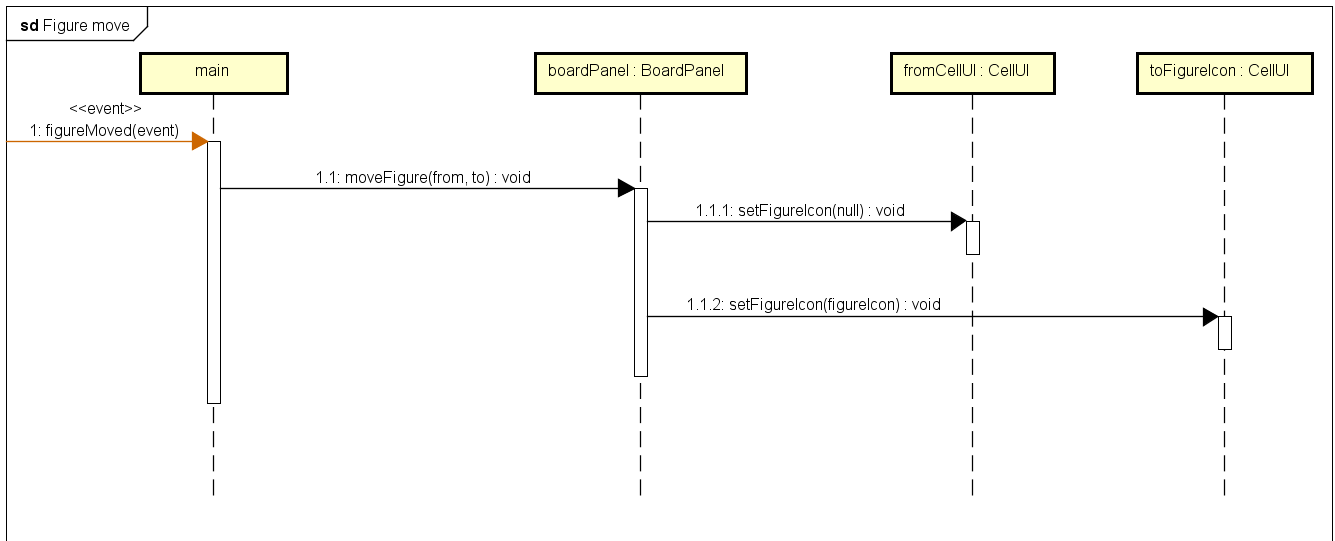 sd Figure move
main
boardPanel : BoardPanel
fromCellUI : CellUI
toFigureIcon : CellUI
<<event>>
1: figureMoved(event)
1.1: moveFigure(from, to) : void
1.1.1: setFigureIcon(null) : void
1.1.2: setFigureIcon(figureIcon) : void